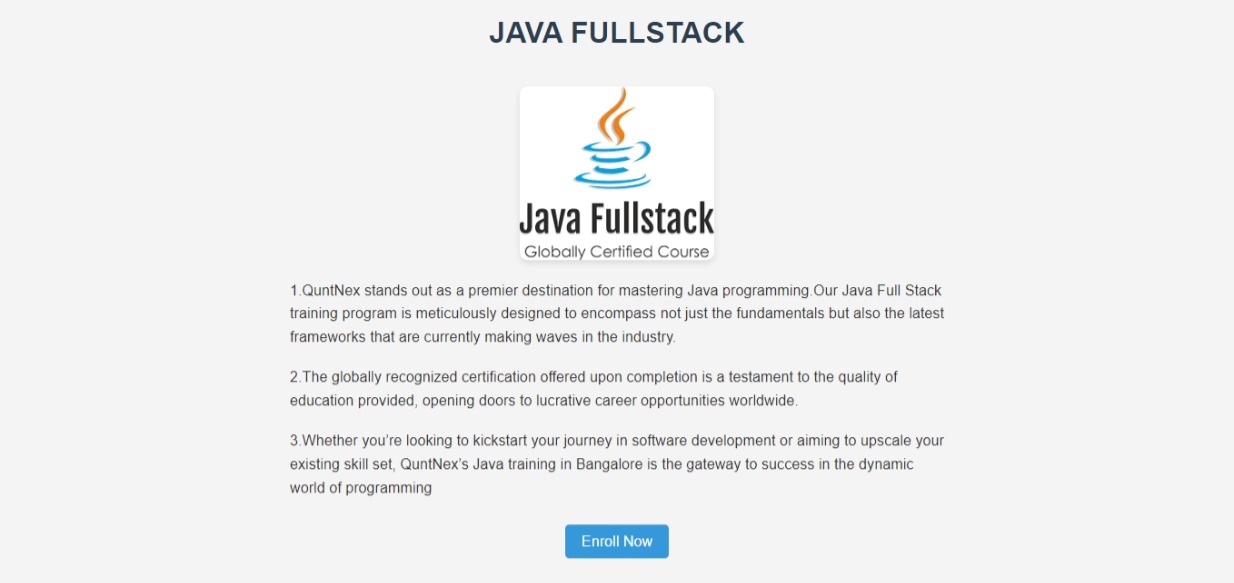 JAVA FULLSTACK
Java Fullstack
Globally Certified Course
1.QuntNex stands out as a premier destination for mastering Java programming.Our Java Full Stack
training program is meticulously designed to encompass not just the fundamentals but also the latest
frameworks that are currently making waves in the industry.
2.The globally recognized certification offered upon completion is a testament to the quality of
education provided, opening doors to lucrative career opportunities worldwide.
3.Whether you’re looking to kickstart your journey in software development or aiming to upscale your
existing skill set, QuntNex’s Java training in Bangalore is the gateway to success in the dynamic
world of programming
Enroll Now